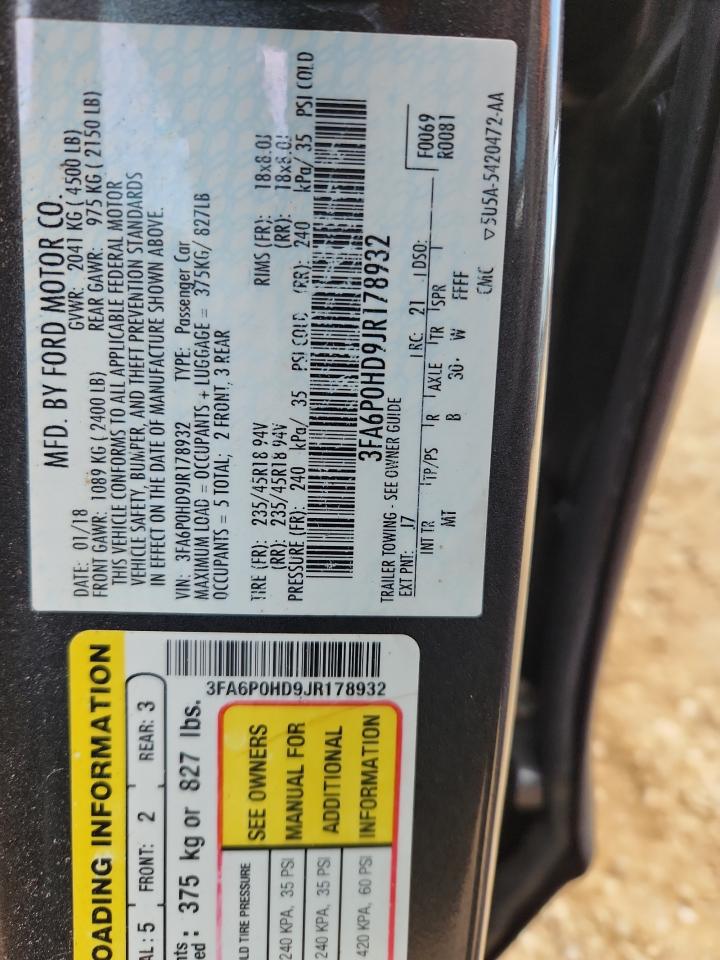 MFD. BY FORD MOTOR CO.
DATE: 01/18 GVWR: 2041 KG ( 4500 LB)
FRONT GAWR: 1089 KG ( 2400 LB) REAR GAWR: 975 KG ( 2150 LB)
THIS VEHICLE CONFORMS TO ALL APPLICABLE FEDERAL MOTOR
VEHICLE SAFETY, BUMPER, AND THEFT PREVENTION STANDARDS
IN EFFECT ON THE DATE OF MANUFACTURE SHOWN ABOVE.
VIN: 3FA6P0HD9JR178932 TYPE: Passenger Car
MAXIMUM LOAD = OCCUPANTS + LUGGAGE = 375KG/ 827LB
OCCUPANTS = 5 TOTAL; 2 FRONT, 3 REAR
TIRE (FR): 235/45R18 94V RIMS (FR): 18x8.0J
(RR): 235/45R18 94V (RR): 18x8.0J
PRESSURE (FR): 240 kPa/ 35 PSI COLD (RR): 240 kPa/ 35 PSI COLD
3FA6P0HD9JR178932
TRAILER TOWING - SEE OWNER GUIDE
EXT PNT: J7 RC: 21 DSO: F0069
R0081
INT TR TP/PS R AXLE TR SPR
MT B 30 W FFFF
CMC
▽5U5A-5420472-AA
LOADING INFORMATION
AL: 5 FRONT: 2 REAR: 3
3FA6P0HD9JR178932
nts : 375 kg or 827 lbs.
ed :
LD TIRE PRESSURE
240 KPA, 35 PSI
240 KPA, 35 PSI
420 KPA, 60 PSI
SEE OWNERS
MANUAL FOR
ADDITIONAL
INFORMATION